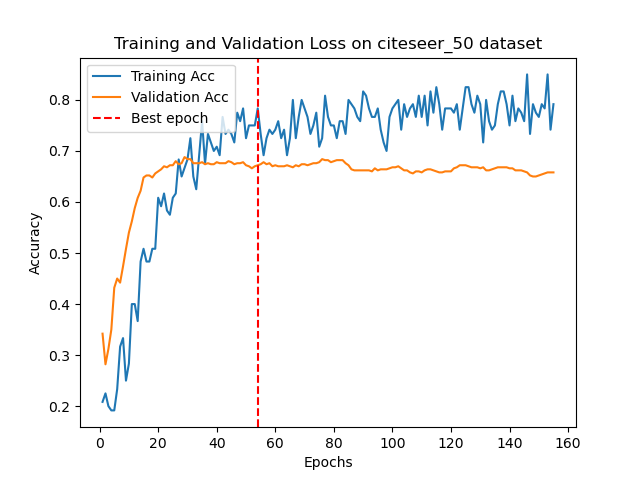 Training and Validation Loss on citeseer_50 dataset
Training Acc
Validation Acc
Best epoch
0.8
0.7
0.6
0.5
0.4
0.3
0.2
Accuracy
0 20 40 60 80 100 120 140 160
Epochs